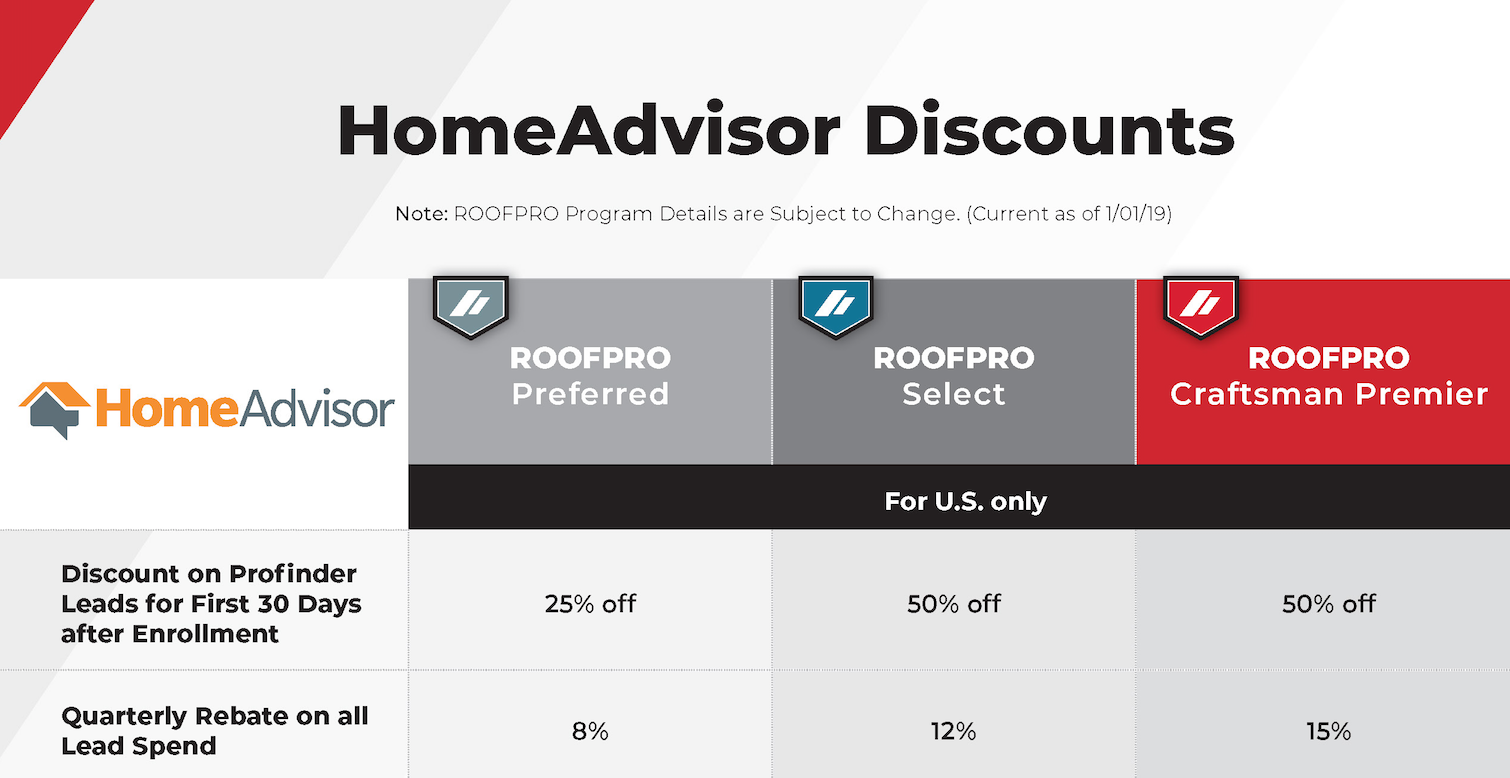 HomeAdvisor Discounts
Note: ROOFPRO Program Details are Subject to Change. (Current as of 1/01/19)
HomeAdvisor
ROOFPRO
Preferred
ROOFPRO
Select
ROOFPRO
Craftsman Premier
For U.S. only
Discount on Profinder
Leads for First 30 Days
after Enrollment
25% off
50% off
50% off
Quarterly Rebate on all
Lead Spend
8%
12%
15%